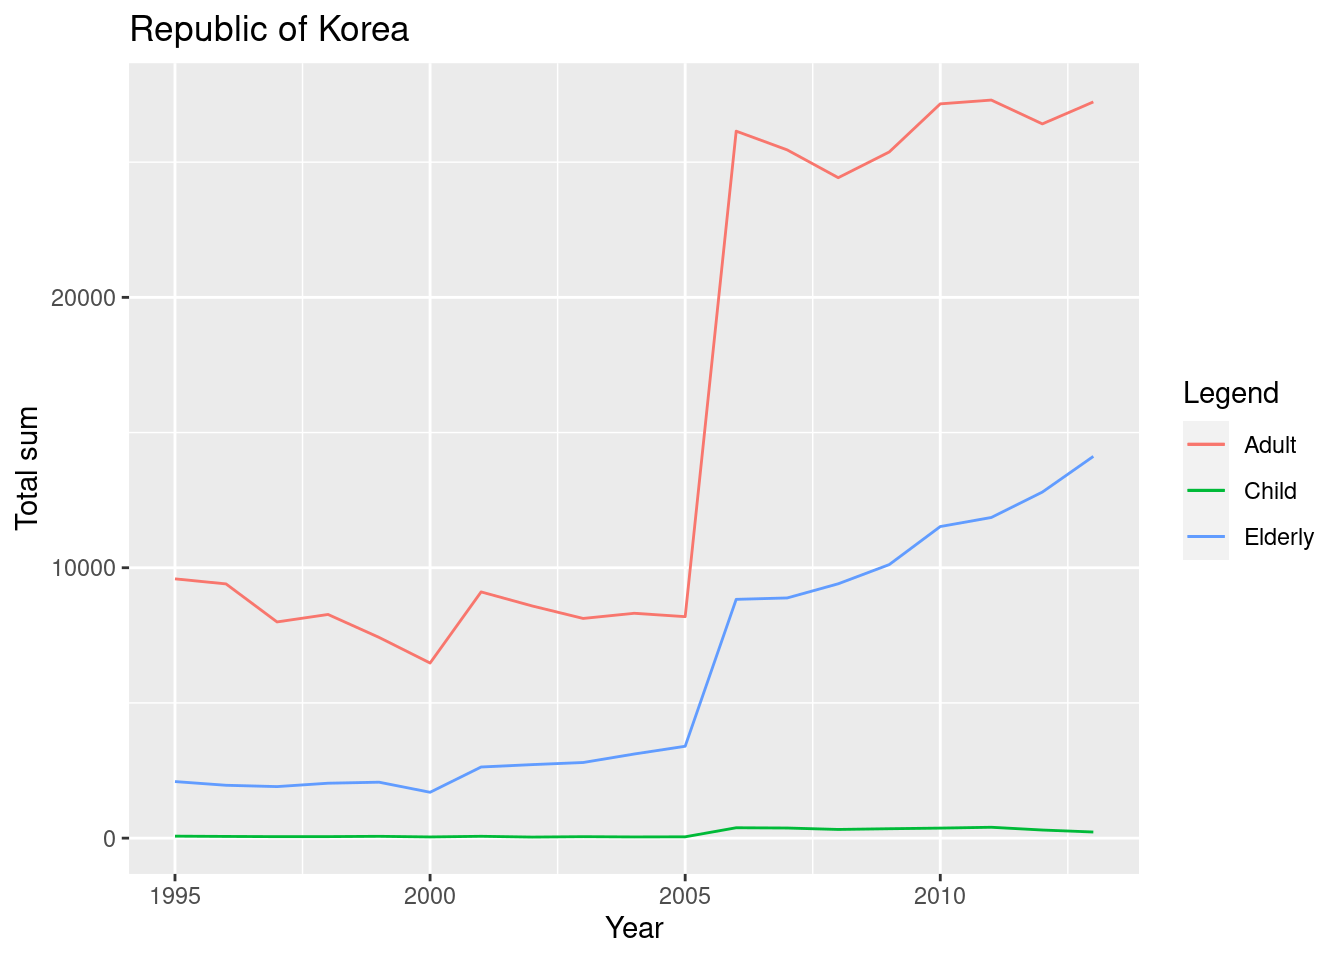 Republic of Korea
Total sum
20000
10000
0
1995
2000
2005
2010
Year
Legend
Adult
Child
Elderly